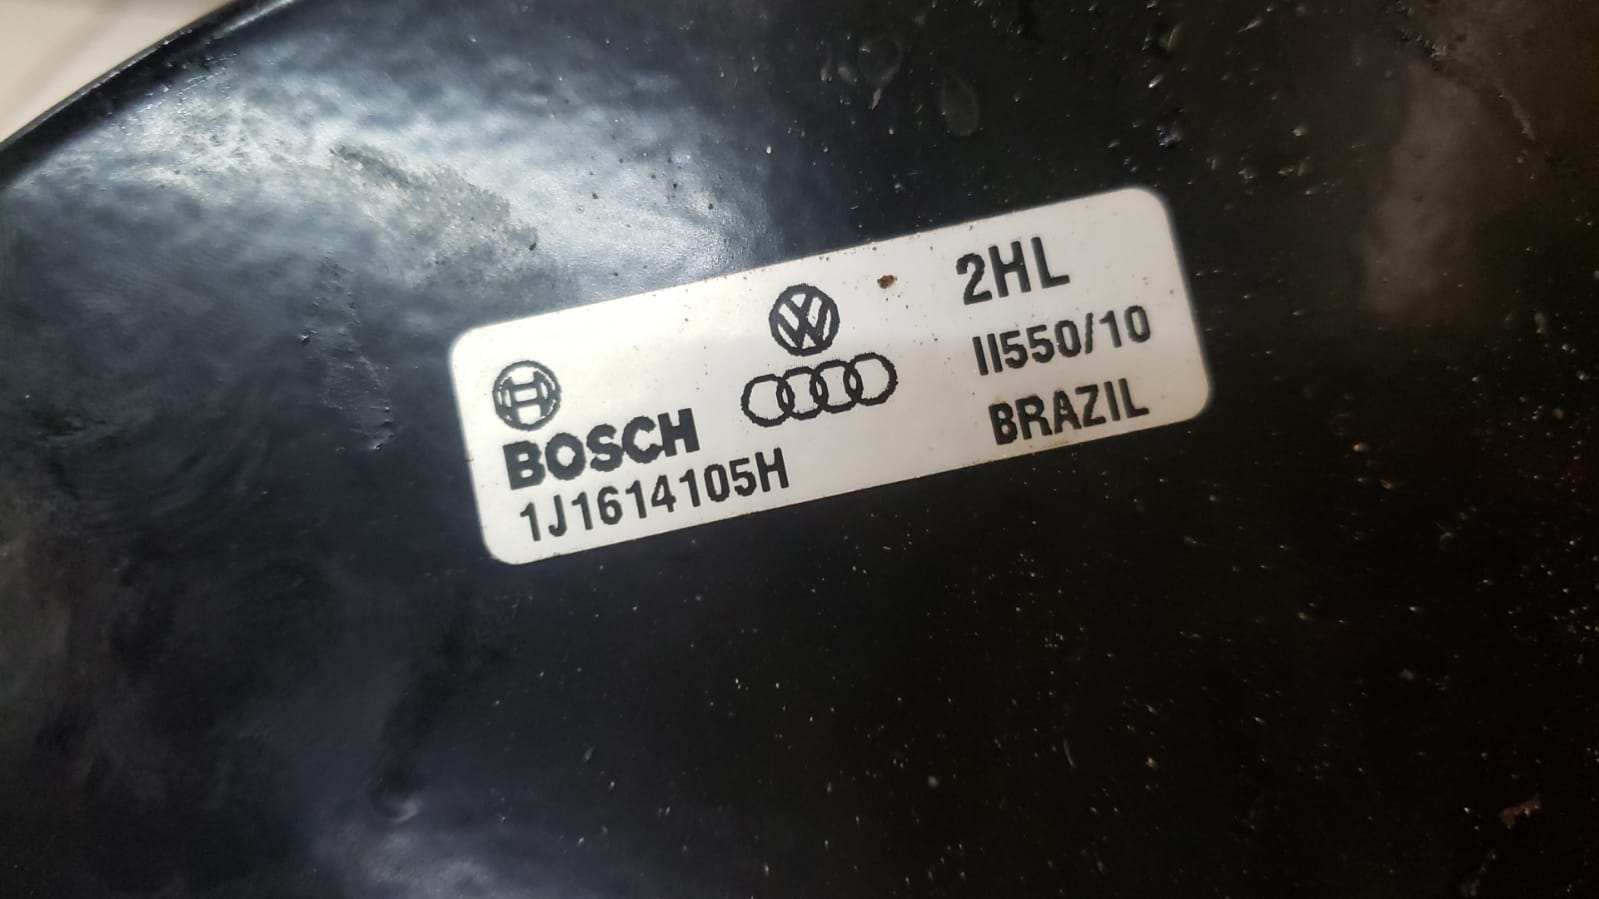 2HL
II550/10
BRAZIL
BOSCH
1J1614105H